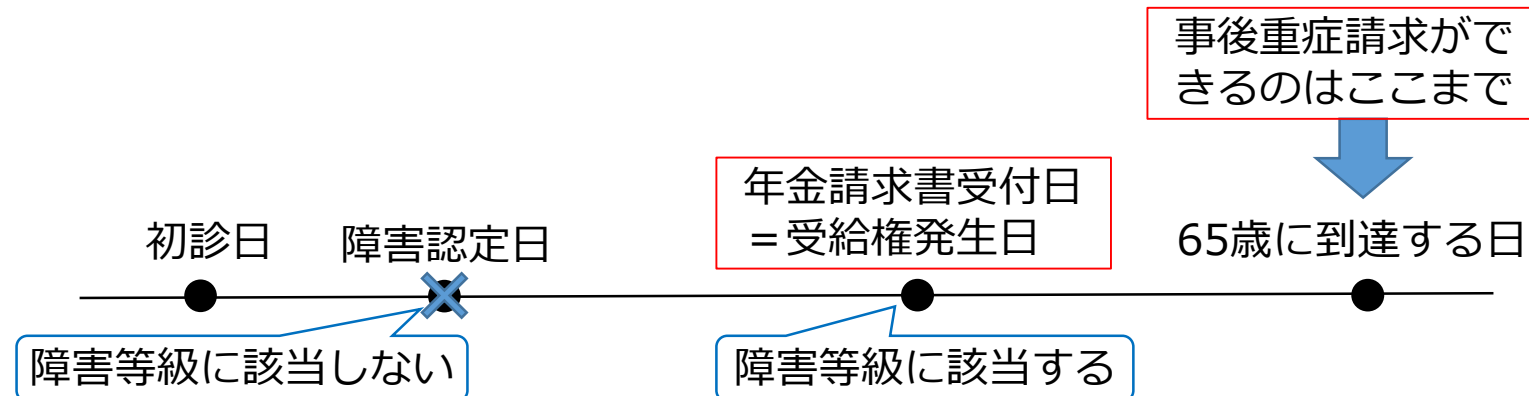 事後重症請求がで
きるのはここまで
年金請求書受付日
＝受給権発生日
初診日
障害認定日
65歳に到達する日
障害等級に該当しない
障害等級に該当する